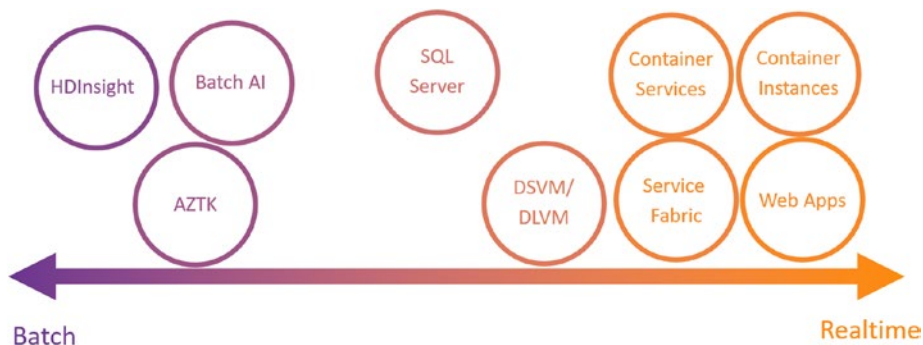 HDInsight
Batch AI
AZTK
SQL
Server
DSVM/
DLVM
Container
Services
Container
Instances
Service
Fabric
Web Apps
Batch
Realtime